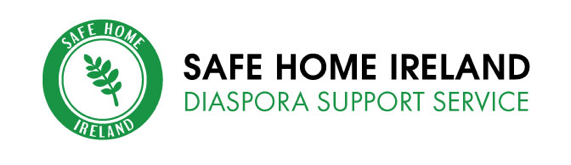 SAFE HOME
IRELAND
SAFE HOME IRELAND
DIASPORA SUPPORT SERVICE